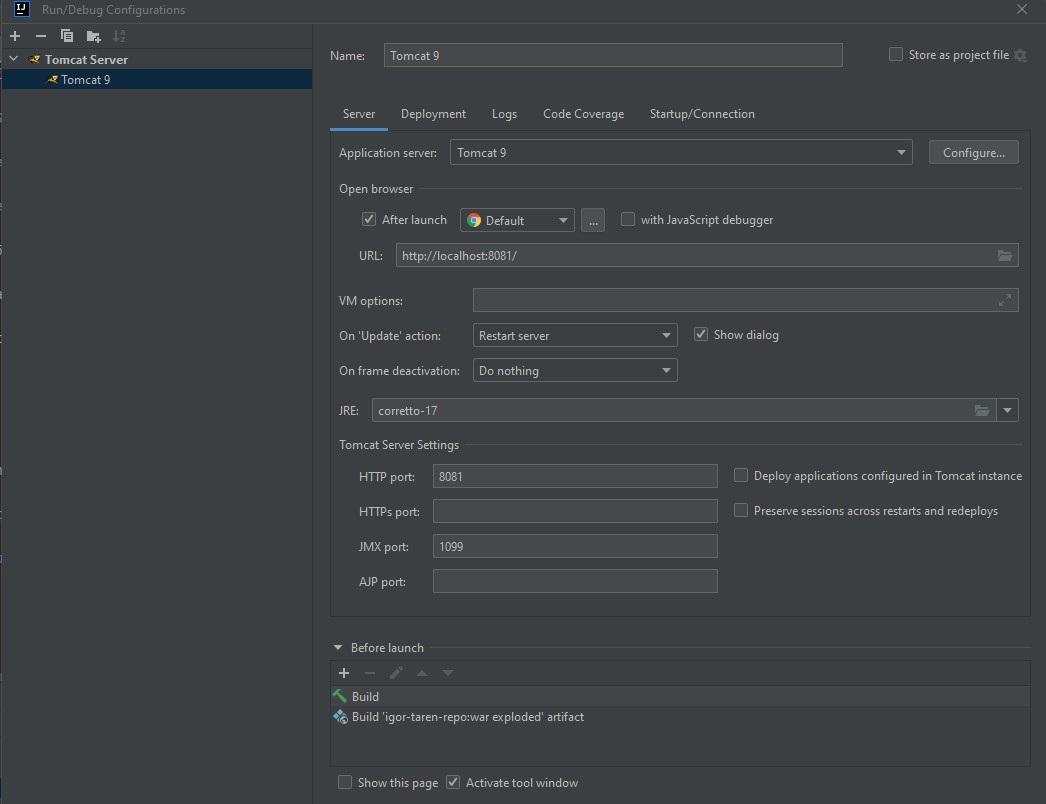 Run/Debug Configurations
Tomcat Server
Tomcat 9
Name: Tomcat 9 Store as project file
Server Deployment Logs Code Coverage Startup/Connection
Application server: Tomcat 9 Configure...
Open browser
After launch Default ... with JavaScript debugger
URL: http://localhost:8081/
VM options:
On 'Update' action: Restart server Show dialog
On frame deactivation: Do nothing
JRE: corretto-17
Tomcat Server Settings
HTTP port: 8081 Deploy applications configured in Tomcat instance
HTTPs port: Preserve sessions across restarts and redeploys
JMX port: 1099
AJP port:
Before launch
Build
Build 'igor-taren-repo:war exploded' artifact
Show this page Activate tool window